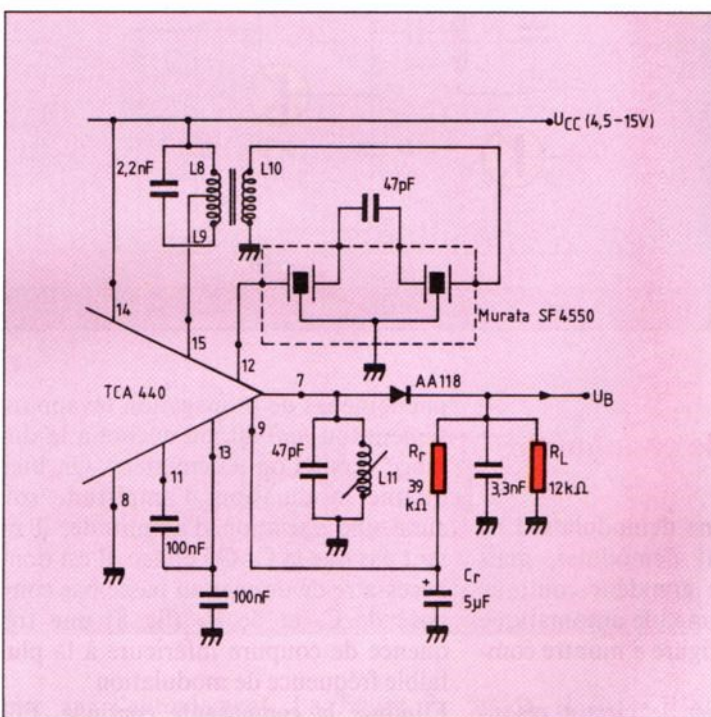 UCC (4,5-15V)
2,2nF
L8
L10
47pF
L9
Murata SF4550
14
15
12
TCA 440
7
AA118
UB
9
13
47pF
L11
Rr
39
kΩ
3,3nF
RL
12kΩ
8
11
100nF
100nF
+
Cr
5µF